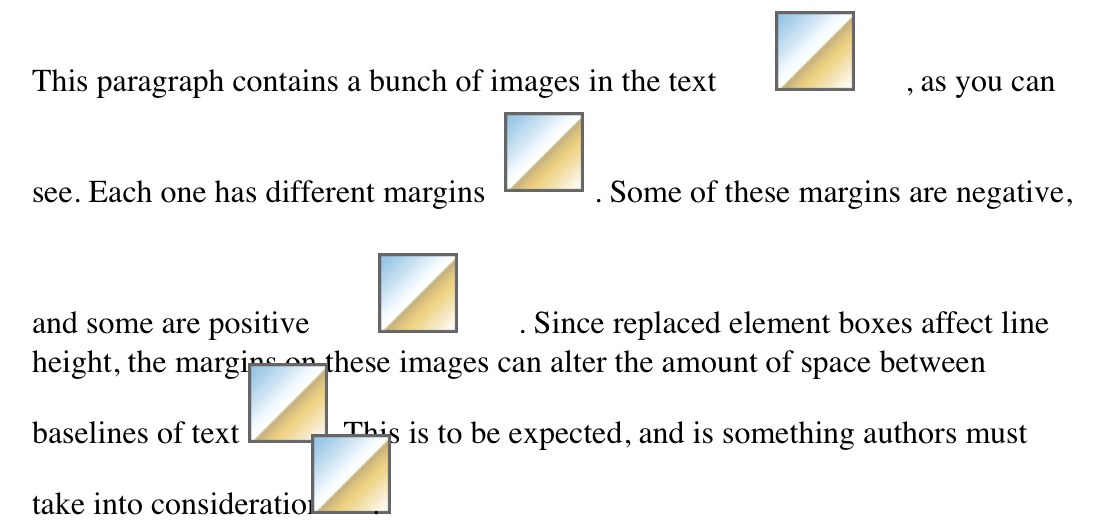 This paragraph contains a bunch of images in the text , as you can
see. Each one has different margins . Some of these margins are negative,
and some are positive . Since replaced element boxes affect line
height, the margins on these images can alter the amount of space between
baselines of text . This is to be expected, and is something authors must
take into consideration .